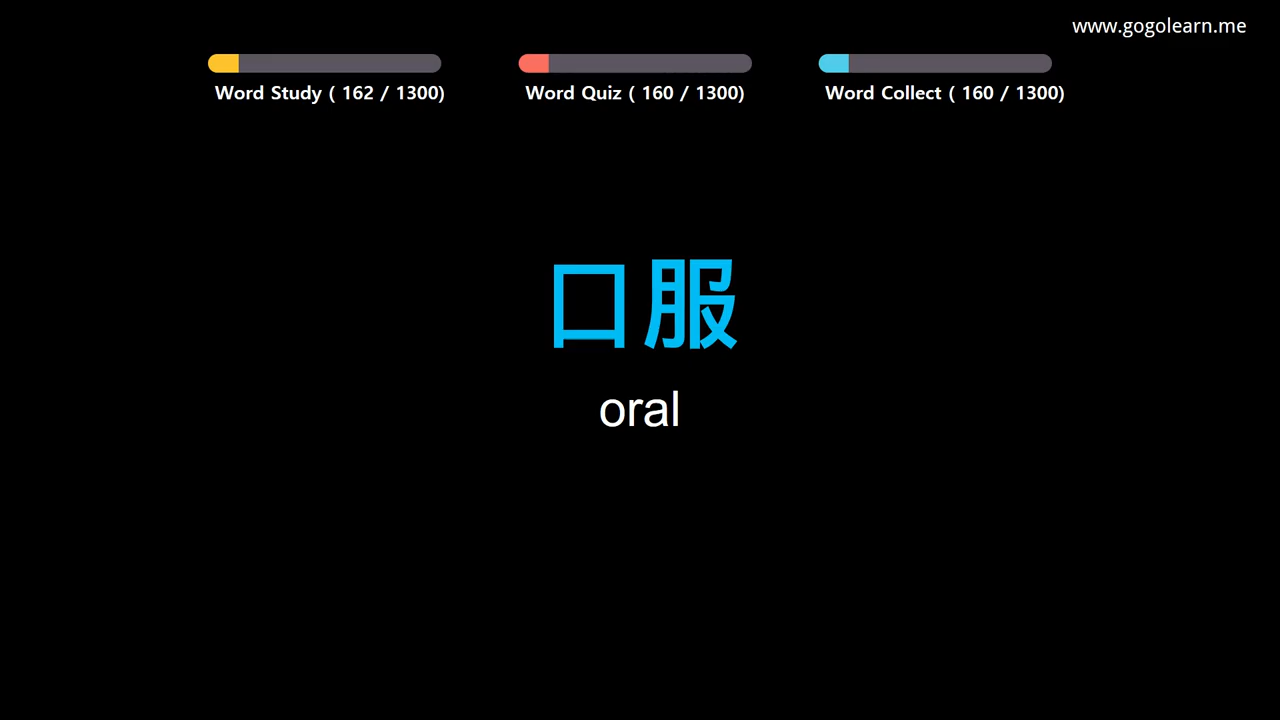 www.gogolearn.me
Word Study ( 162 / 1300)
Word Quiz ( 160 / 1300)
Word Collect ( 160 / 1300)
口服
oral